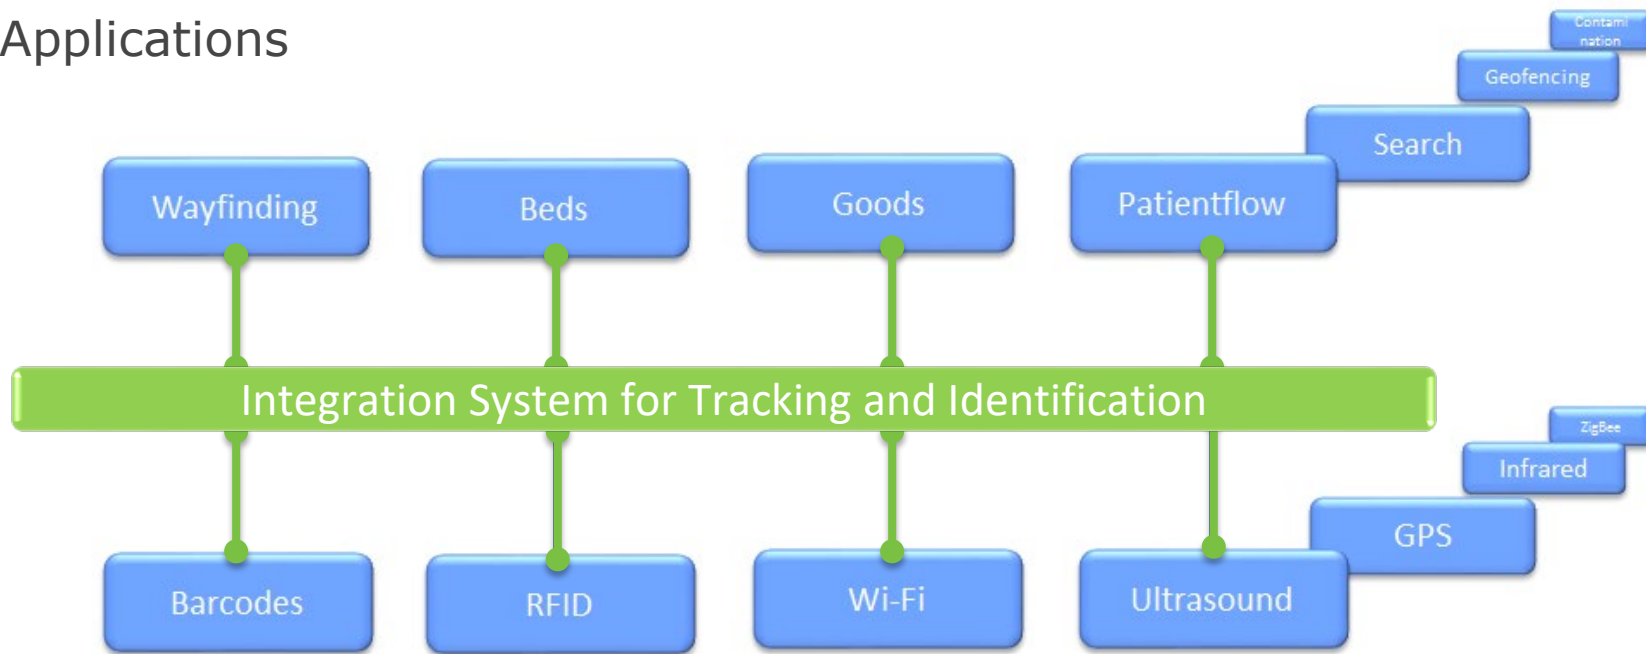 Applications
Contami
nation
Geofencing
Search
Wayfinding
Beds
Goods
Patientflow
Integration System for Tracking and Identification
ZigBee
Infrared
GPS
Barcodes
RFID
Wi-Fi
Ultrasound